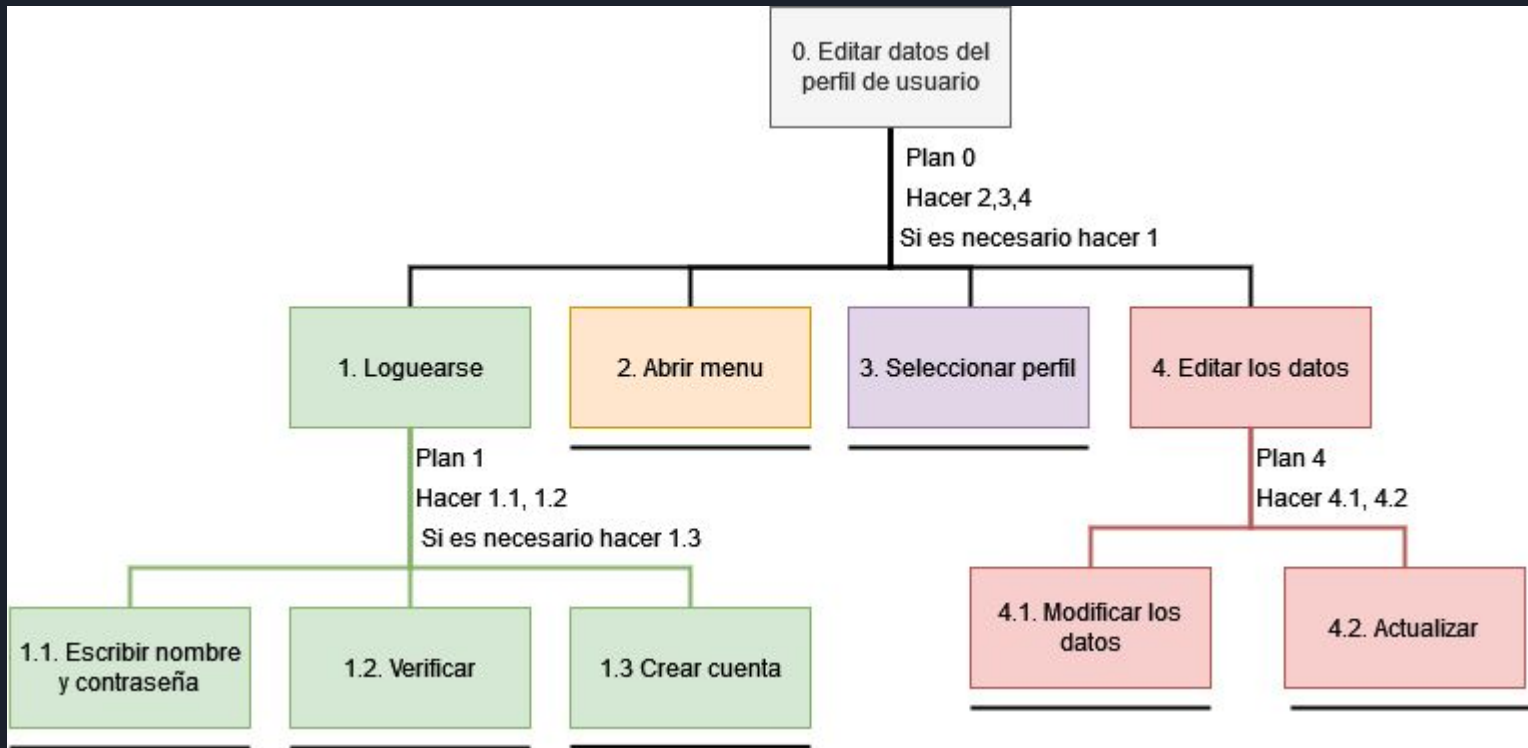 0. Editar datos del
perfil de usuario
Plan 0
Hacer 2,3,4
Si es necesario hacer 1
1. Loguearse
2. Abrir menu
3. Seleccionar perfil
4. Editar los datos
Plan 1
Hacer 1.1, 1.2
Si es necesario hacer 1.3
Plan 4
Hacer 4.1, 4.2
1.1. Escribir nombre
y contraseña
1.2. Verificar
1.3 Crear cuenta
4.1. Modificar los
datos
4.2. Actualizar